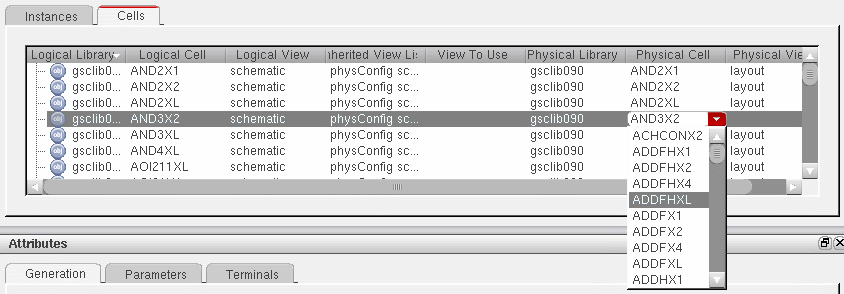 Instances Cells
Logical Library Logical Cell Logical View nherited View Li: View To Use Physical Library Physical Cell Physical Vie
gsclib0... AND2X1 schematic physConfig sc... gsclib090 AND2X1 layout
gsclib0... AND2X2 schematic physConfig sc... gsclib090 AND2X2 layout
gsclib0... AND2XL schematic physConfig sc... gsclib090 AND2XL layout
gsclib0... AND3X2 schematic physConfig sc... gsclib090 AND3X2
gsclib0... AND3XL schematic physConfig sc... gsclib090 ACHCONX2 layout
gsclib0... AND4XL schematic physConfig sc... gsclib090 ADDFHX1 layout
gsclib0... AOI211XL schematic physConfig sc... gsclib090 ADDFHX2 layout
ADDFHX4
ADDFHXL
ADDFX1
ADDFX2
ADDFX4
ADDFXL
ADDHX1
Attributes
Generation Parameters Terminals